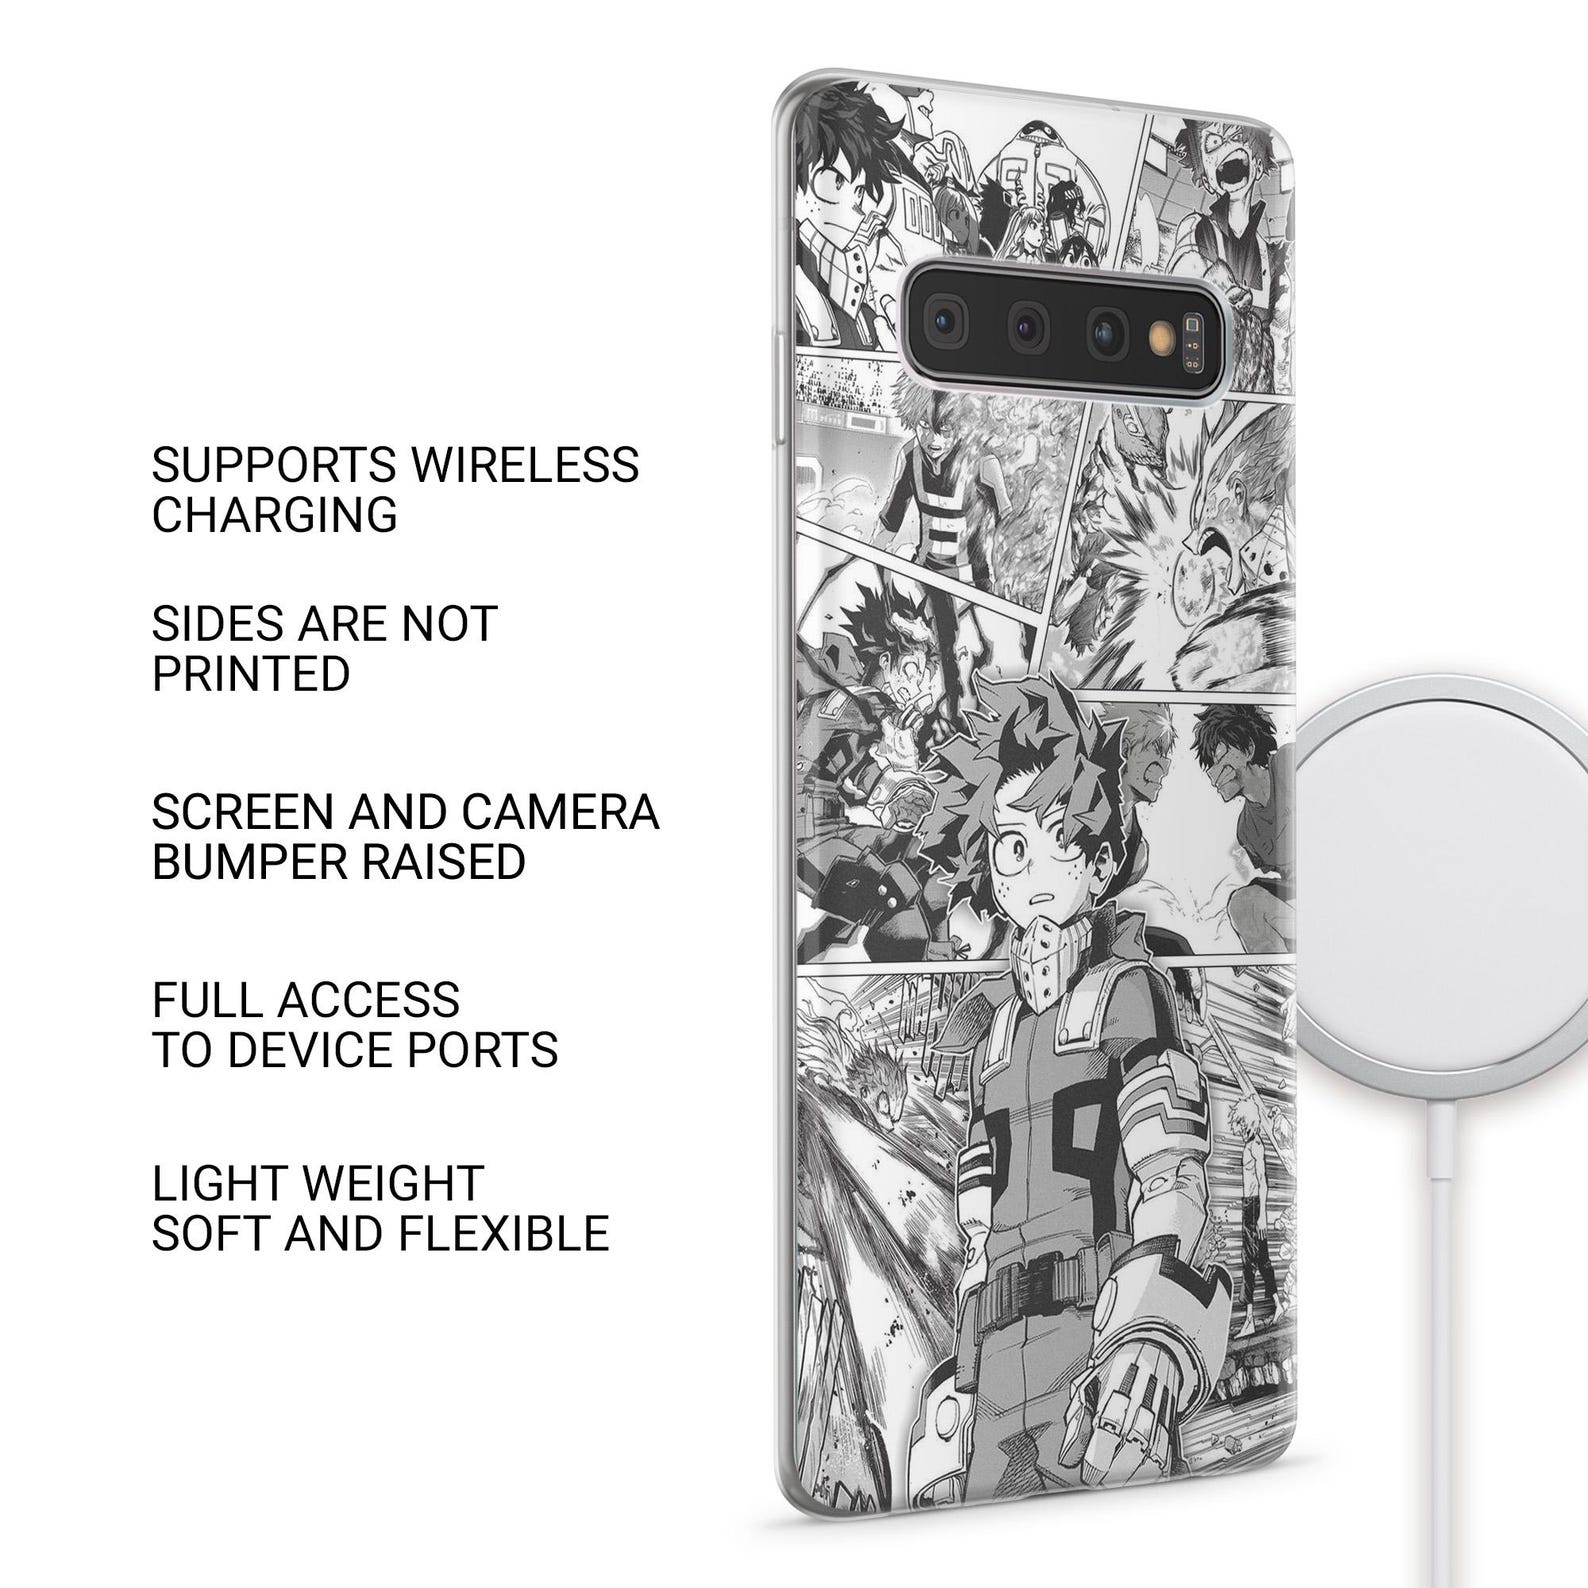 SUPPORTS WIRELESS
CHARGING
SIDES ARE NOT
PRINTED
SCREEN AND CAMERA
BUMPER RAISED
FULL ACCESS
TO DEVICE PORTS
LIGHT WEIGHT
SOFT AND FLEXIBLE